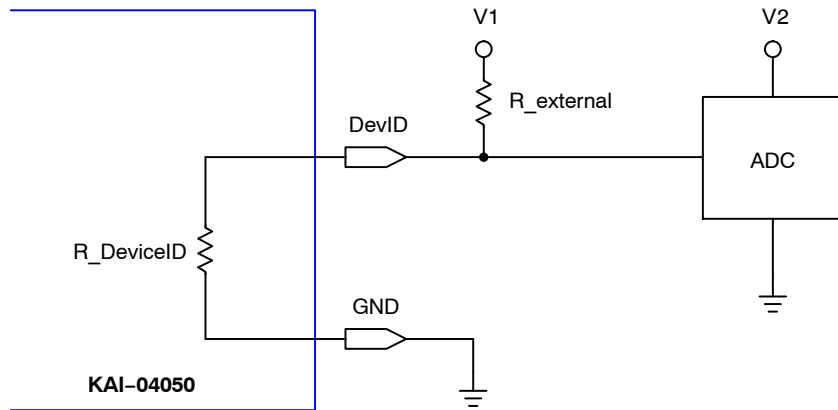 V1
V2
R_external
DevID
ADC
R_DeviceID
GND
KAI−04050